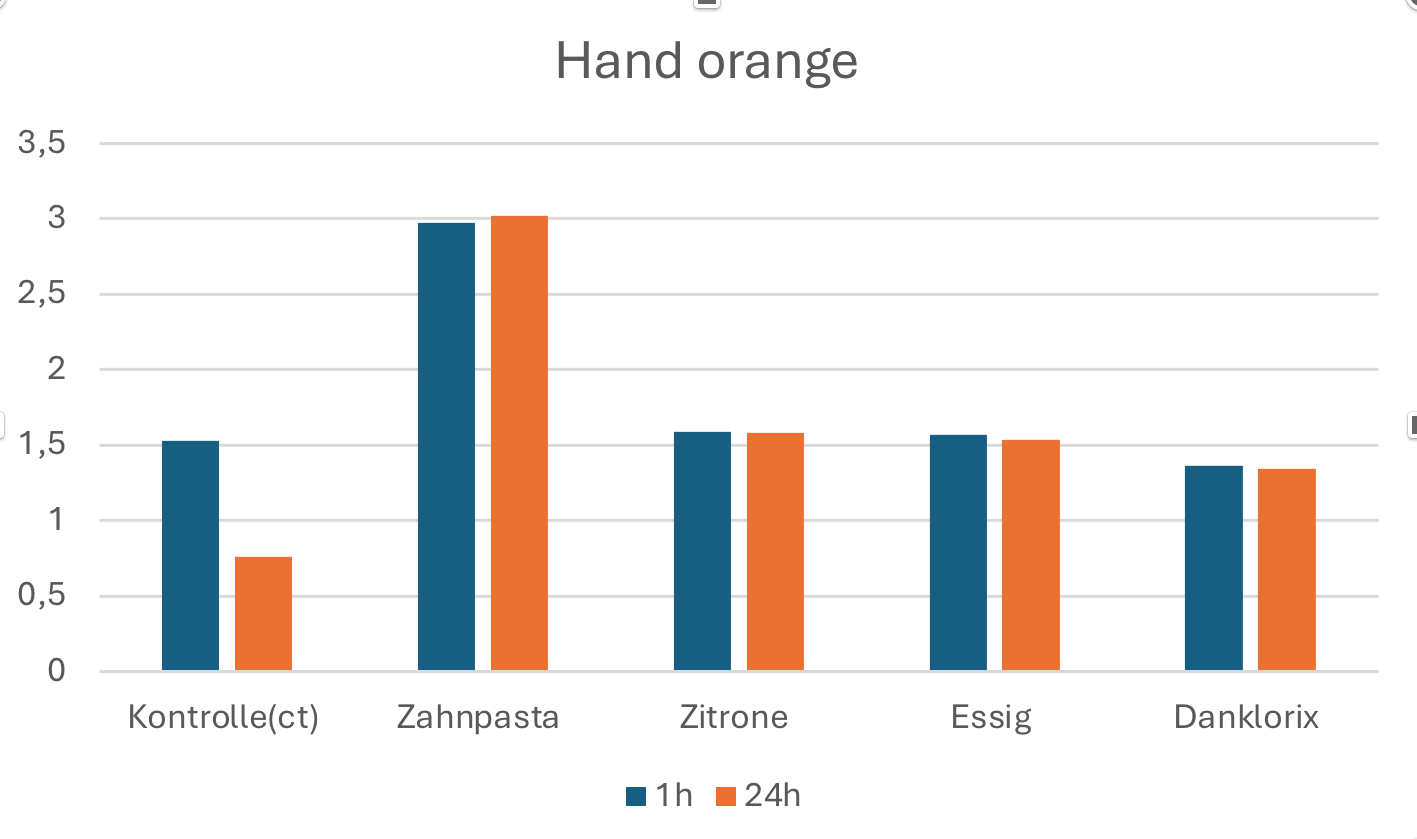 Hand orange
3,5
3
2,5
2
1,5
1
0,5
0
Kontrolle(ct) Zahnpasta Zitrone Essig Danklorix
1h 24h